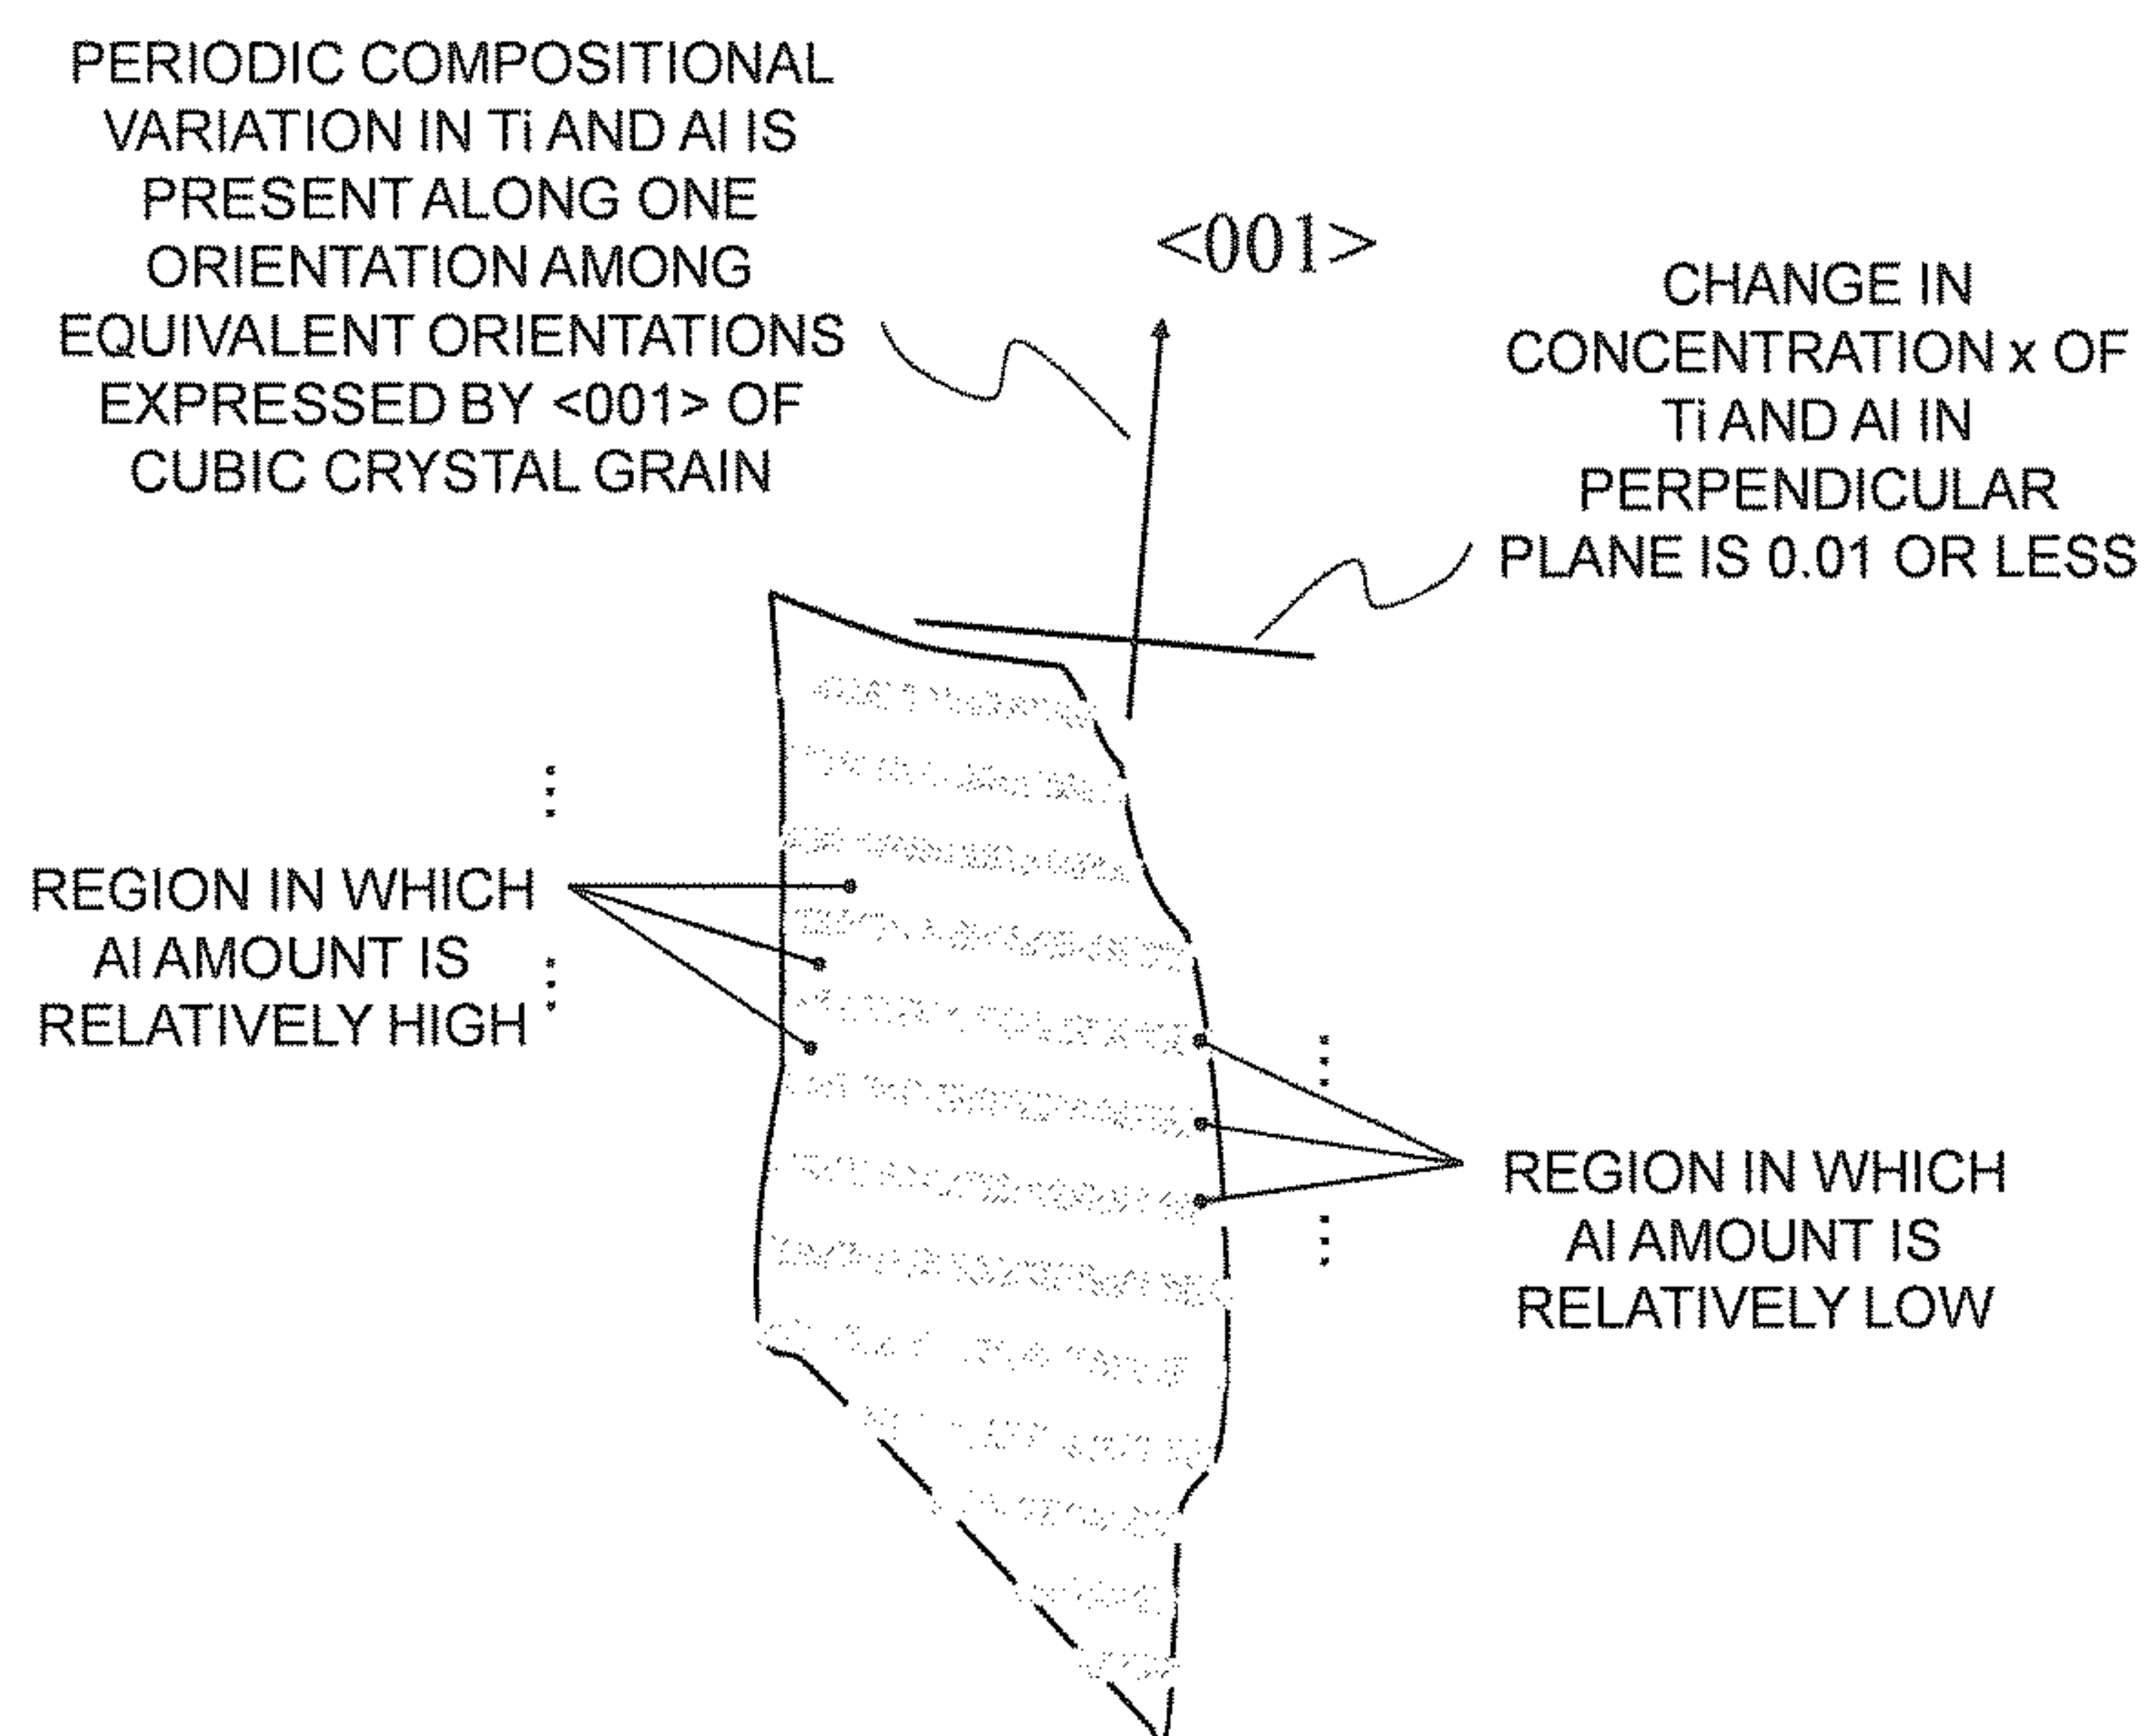 PERIODIC COMPOSITIONAL
VARIATION IN Ti AND Al IS
PRESENT ALONG ONE
ORIENTATION AMONG
EQUIVALENT ORIENTATIONS
EXPRESSED BY <001> OF
CUBIC CRYSTAL GRAIN
<001>
CHANGE IN
CONCENTRATION x OF
Ti AND Al IN
PERPENDICULAR
PLANE IS 0.01 OR LESS
REGION IN WHICH
Al AMOUNT IS
RELATIVELY HIGH
REGION IN WHICH
Al AMOUNT IS
RELATIVELY LOW